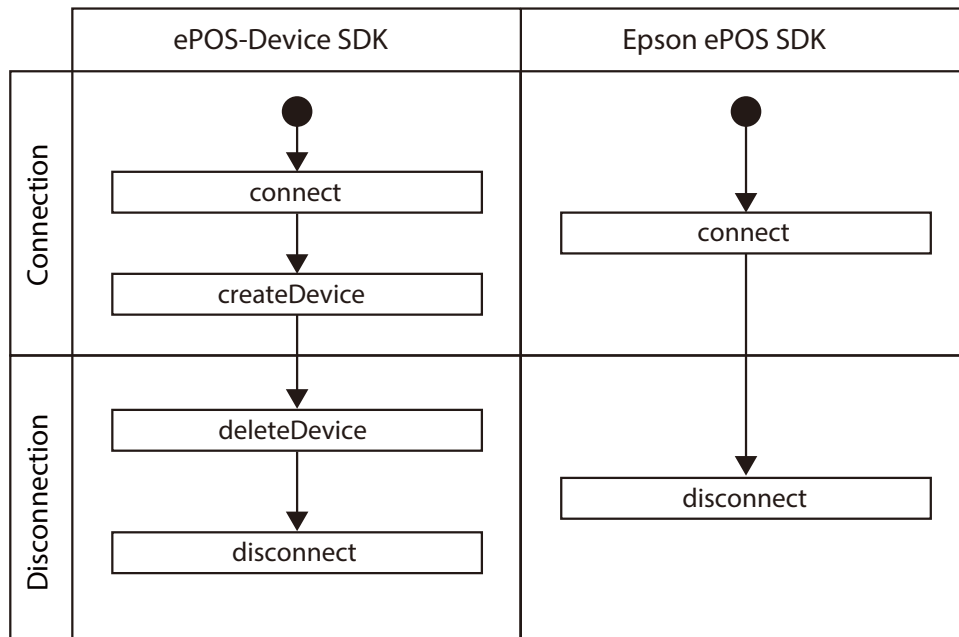 ePOS-Device SDK
Epson ePOS SDK
Connection
connect
createDevice
connect
Disconnection
deleteDevice
disconnect
disconnect